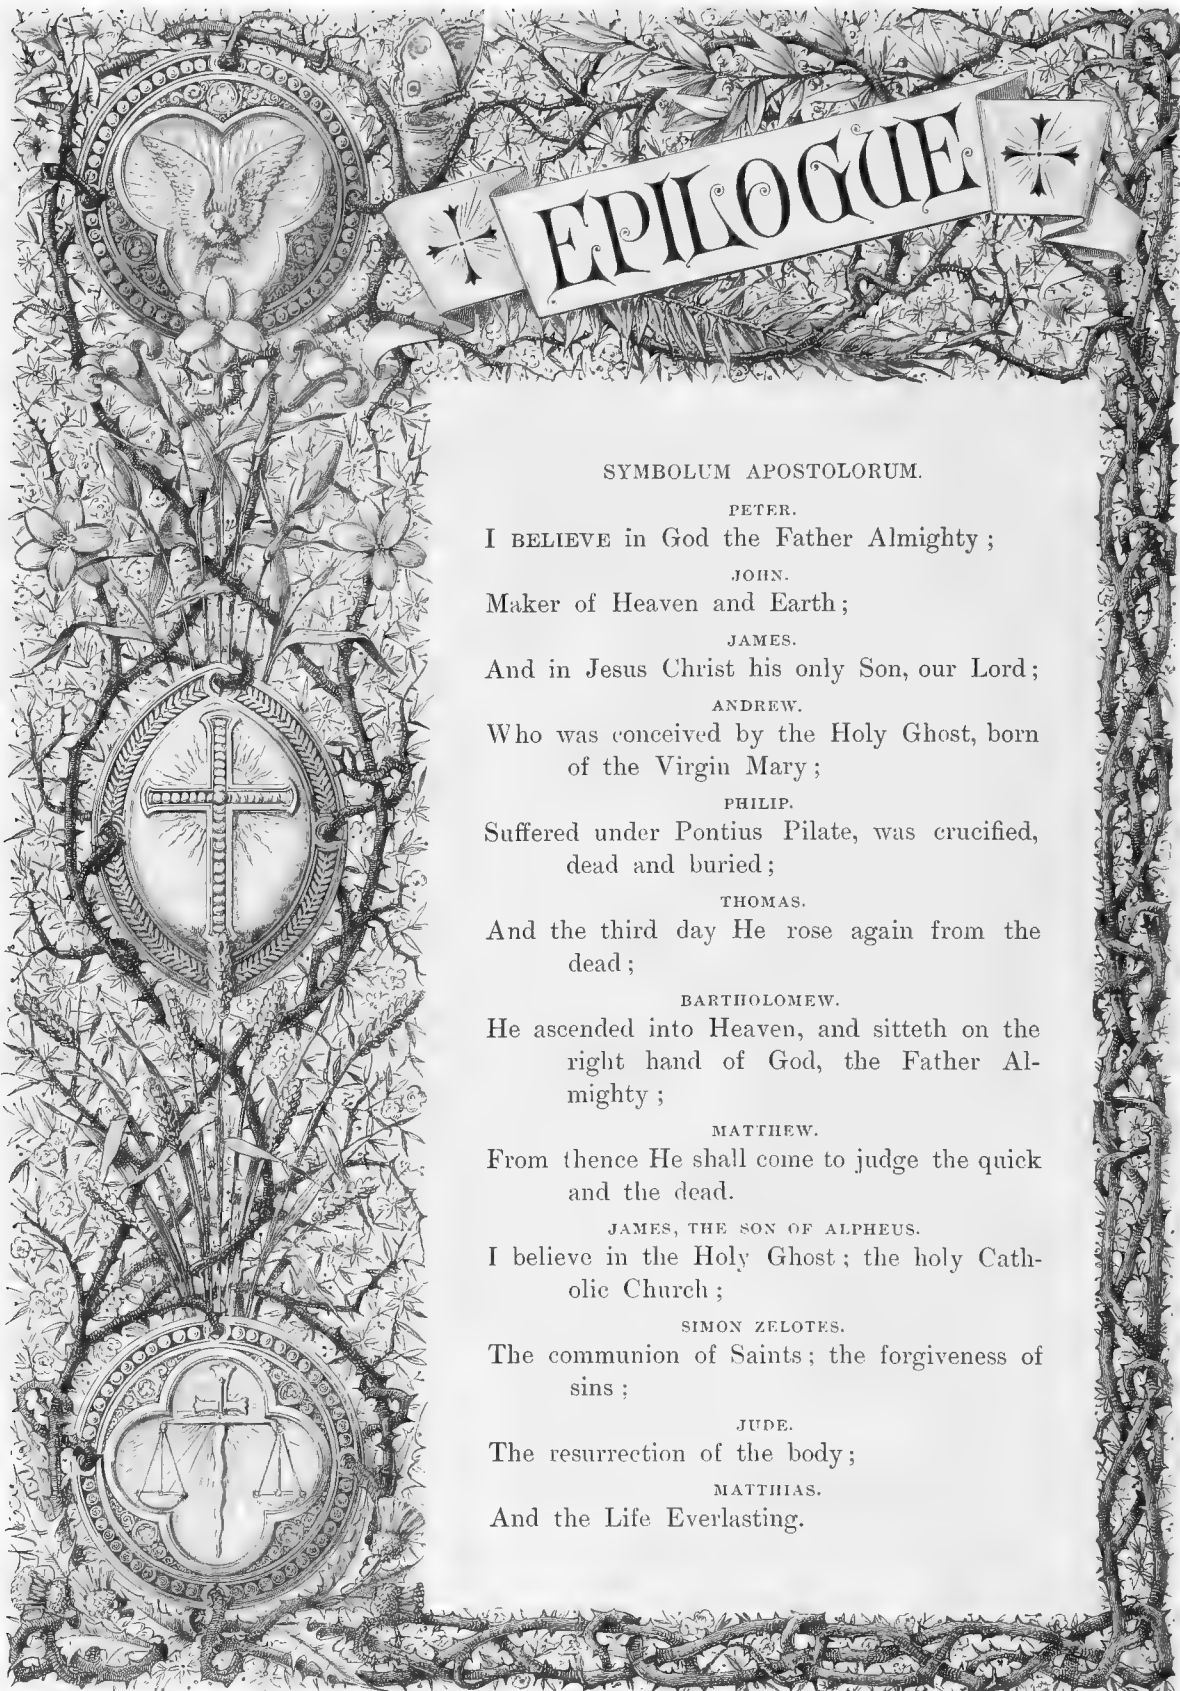 EPILOGUE
SYMBOLUM APOSTOLORUM.
PETER.
I BELIEVE in God the Father Almighty ;
JOHN.
Maker of Heaven and Earth ;
JAMES.
And in Jesus Christ his only Son, our Lord ;
ANDREW.
Who was conceived by the Holy Ghost, born
of the Virgin Mary ;
PHILIP.
Suffered under Pontius Pilate, was crucified,
dead and buried ;
THOMAS.
And the third day He rose again from the
dead ;
BARTHOLOMEW.
He ascended into Heaven, and sitteth on the
right hand of God, the Father Al-
mighty ;
MATTHEW.
From thence He shall come to judge the quick
and the dead.
JAMES, THE SON OF ALPHEUS.
I believe in the Holy Ghost ; the holy Cath-
olic Church ;
SIMON ZELOTES.
The communion of Saints ; the forgiveness of
sins ;
JUDE.
The resurrection of the body ;
MATTHIAS.
And the Life Everlasting.